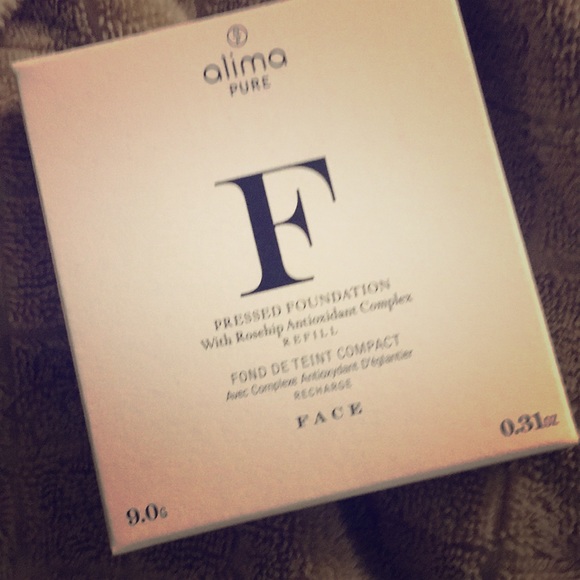 alima
PURE
F
PRESSED FOUNDATION
With Rosehip Antioxidant Complex
REFILL
FOND DE TEINT COMPACT
Avec Complexe Antioxydant D'églantier
RECHARGE
FACE
0.31oz
9.0G